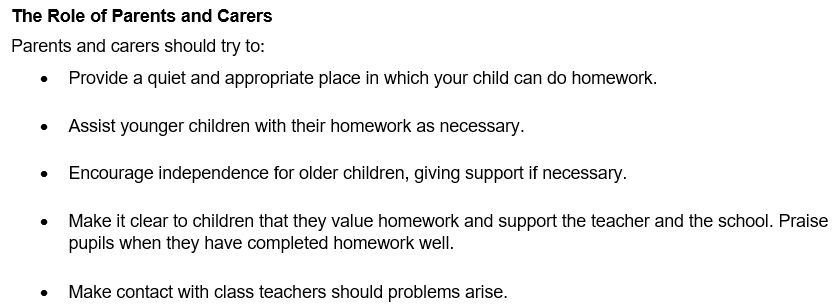 The Role of Parents and Carers
Parents and carers should try to:
• Provide a quiet and appropriate place in which your child can do homework.
• Assist younger children with their homework as necessary.
• Encourage independence for older children, giving support if necessary.
• Make it clear to children that they value homework and support the teacher and the school. Praise
pupils when they have completed homework well.
• Make contact with class teachers should problems arise.